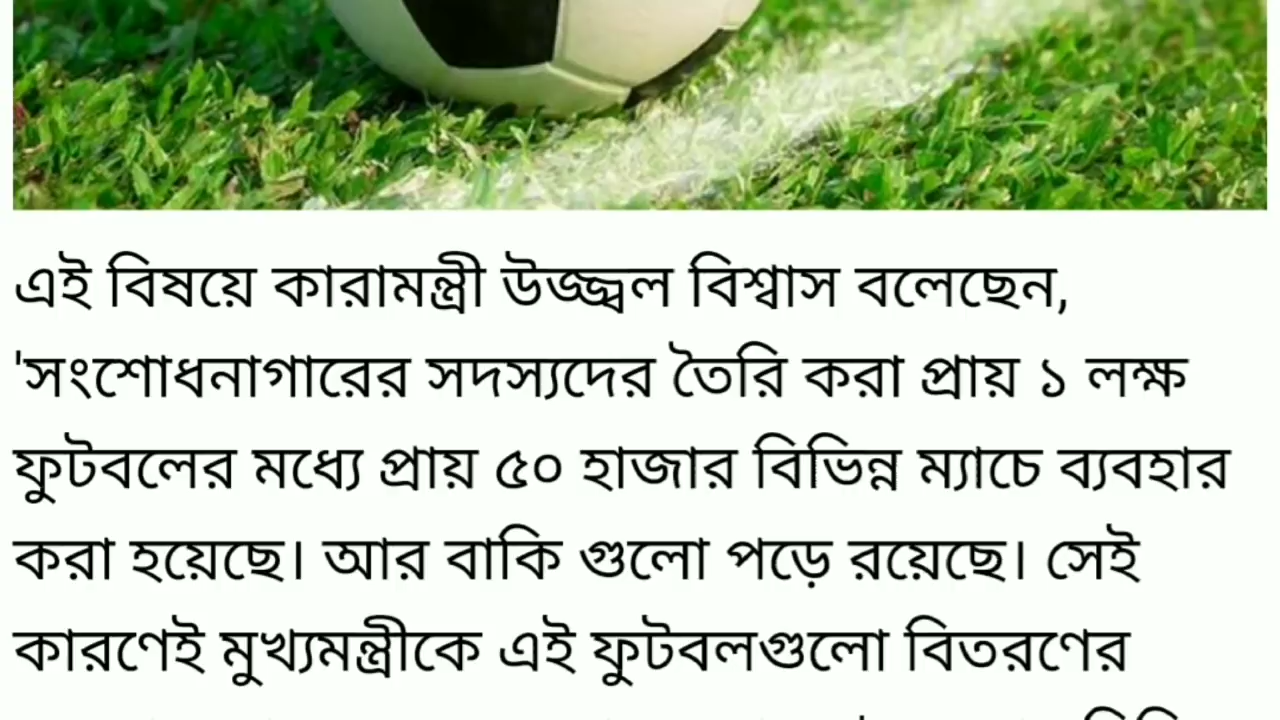 এই বিষয়ে কারামন্ত্রী উজ্জ্বল বিশ্বাস বলেছেন,
'সংশোধনাগারের সদস্যদের তৈরি করা প্রায় ১ লক্ষ
ফুটবলের মধ্যে প্রায় ৫০ হাজার বিভিন্ন ম্যাচে ব্যবহার
করা হয়েছে। আর বাকি গুলো পড়ে রয়েছে। সেই
কারণেই মুখ্যমন্ত্রীকে এই ফুটবলগুলো বিতরণের